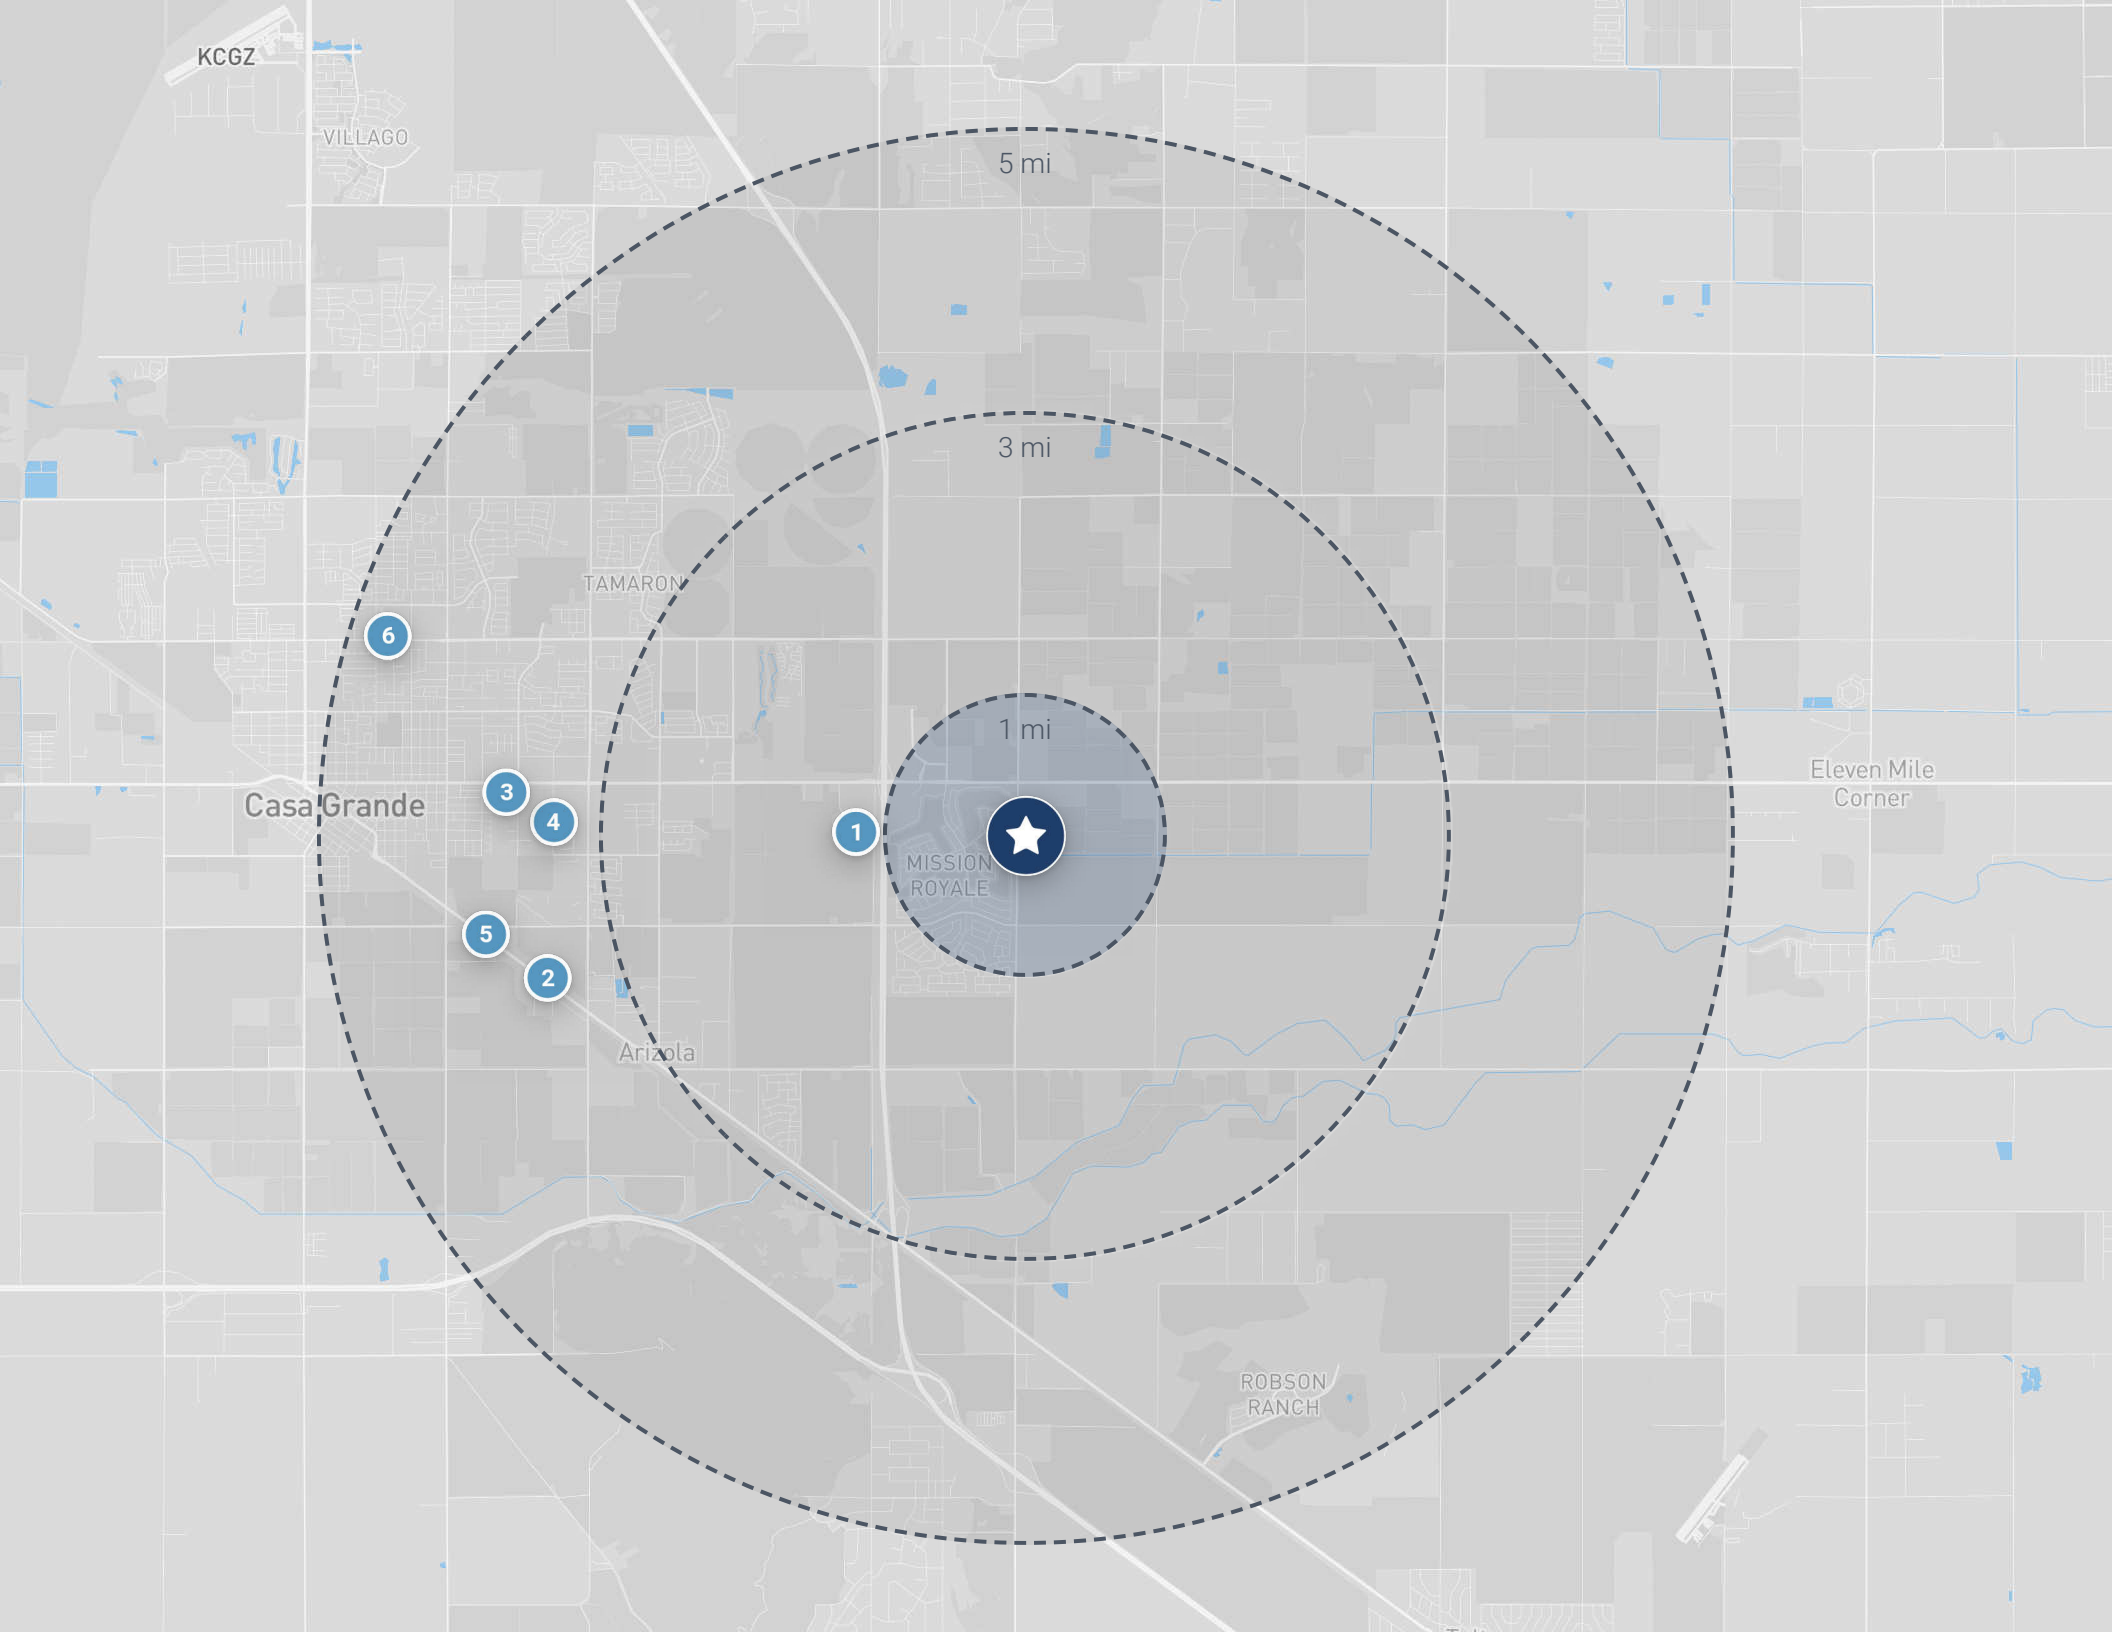 KCGZ
VILLAGO
5 mi
3 mi
TAMARON
6
1 mi
Eleven Mile
Corner
3
Casa Grande
4
1
MISSION
ROYALE
5
2
Arizola
ROBSON
RANCH